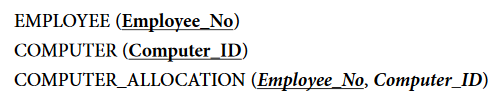 EMPLOYEE (Employee_No)
COMPUTER (Computer_ID)
COMPUTER_ALLOCATION (Employee_No, Computer_ID)